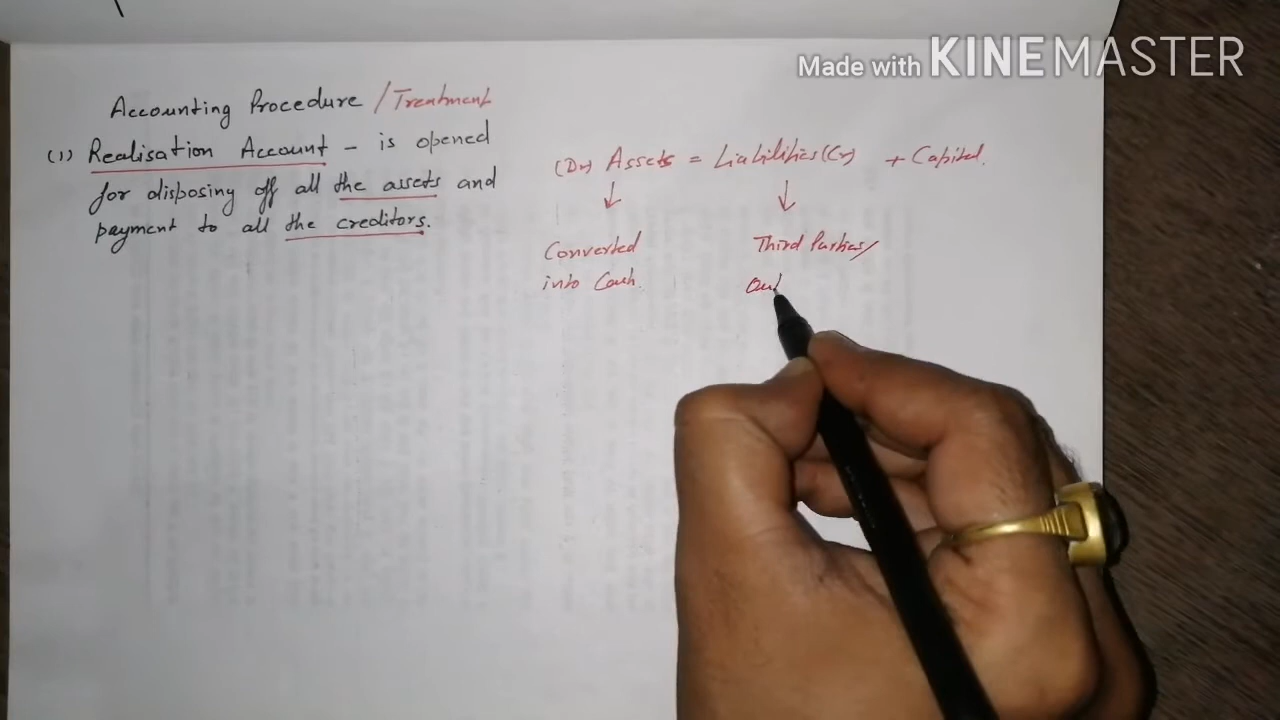 Made with KINEMASTER
Accounting Procedure / Treatment
(1) Realisation Account - is opened
for disposing off all the assets and
payment to all the creditors.
(Dr) Assets = Liabilities (Cr) + Capital.
↓ ↓
Converted Third Parties/
into Cash. Out